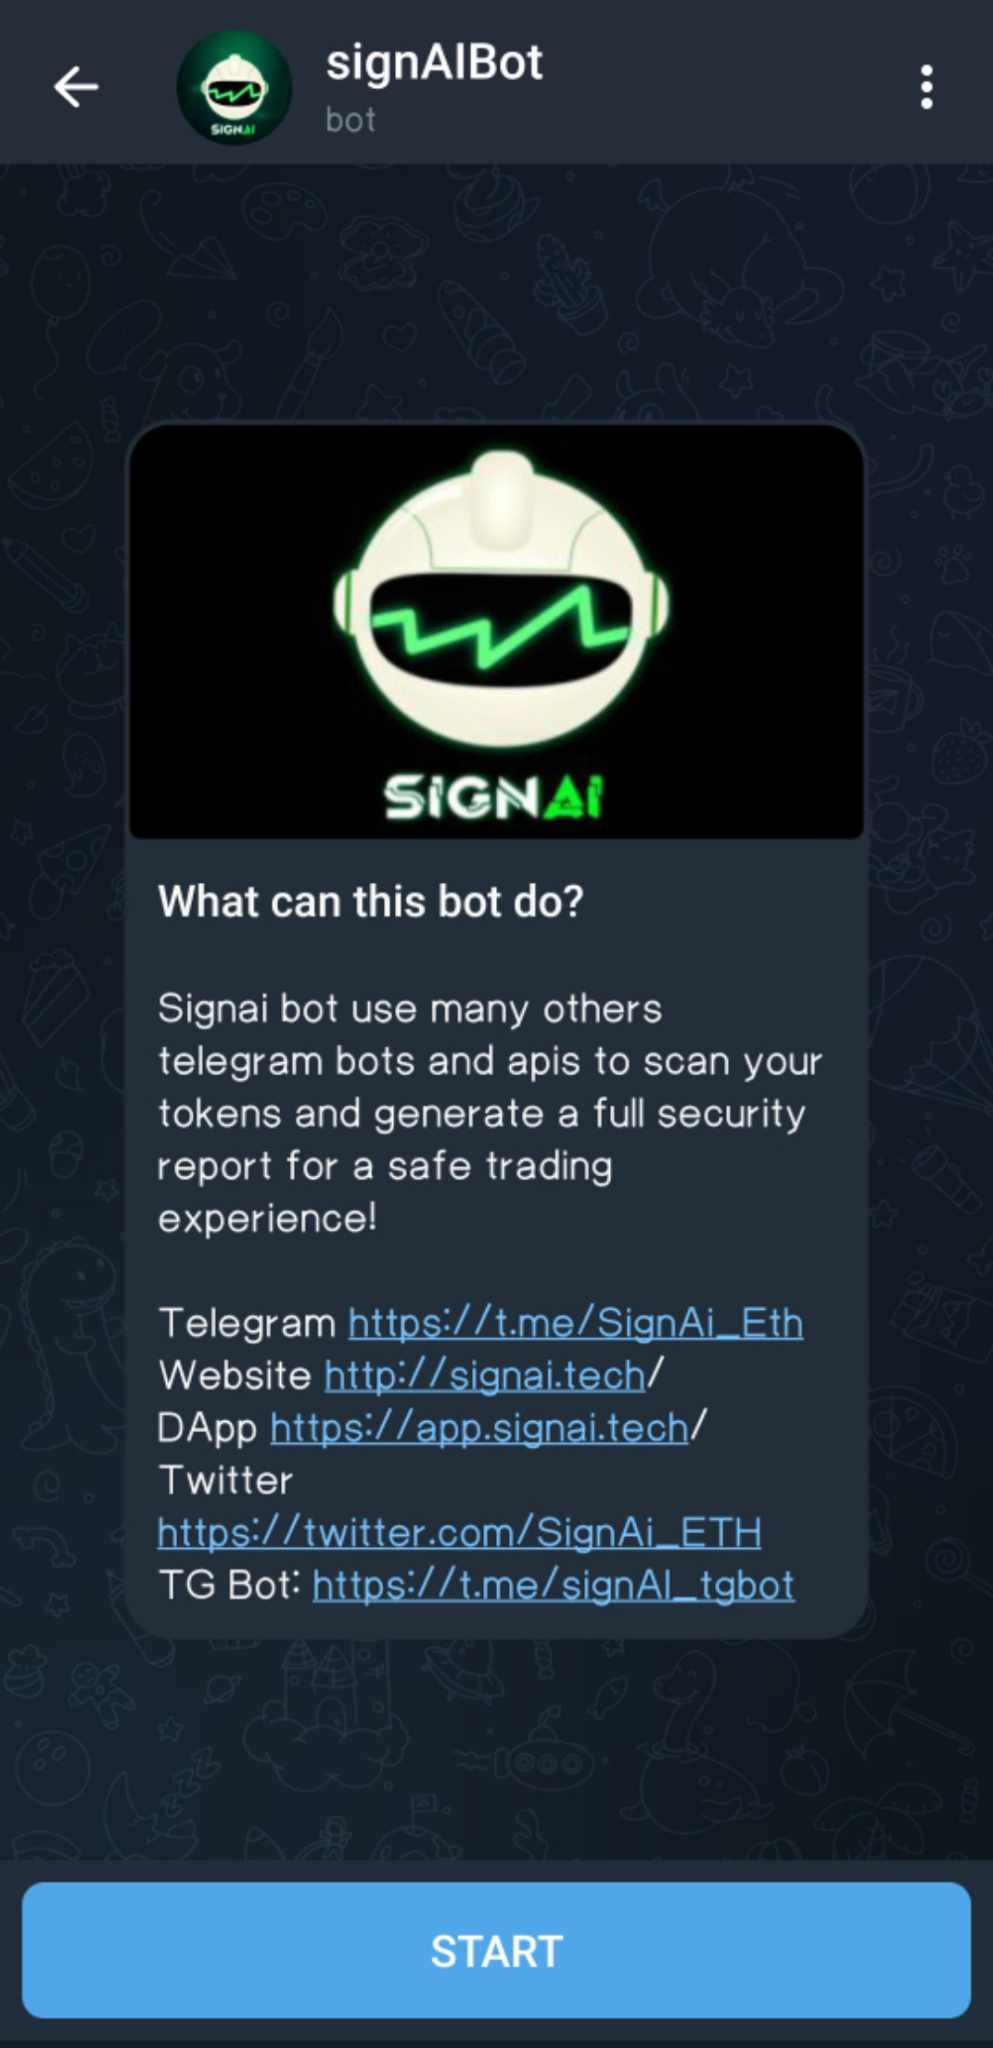 signAIBot
bot
SIGNAI
SIGNAI
What can this bot do?
Signai bot use many others
telegram bots and apis to scan your
tokens and generate a full security
report for a safe trading
experience!
Telegram https://t.me/SignAi_Eth
Website http://signai.tech/
DApp https://app.signai.tech/
Twitter
https://twitter.com/SignAi_ETH
TG Bot: https://t.me/signAI_tgbot
START